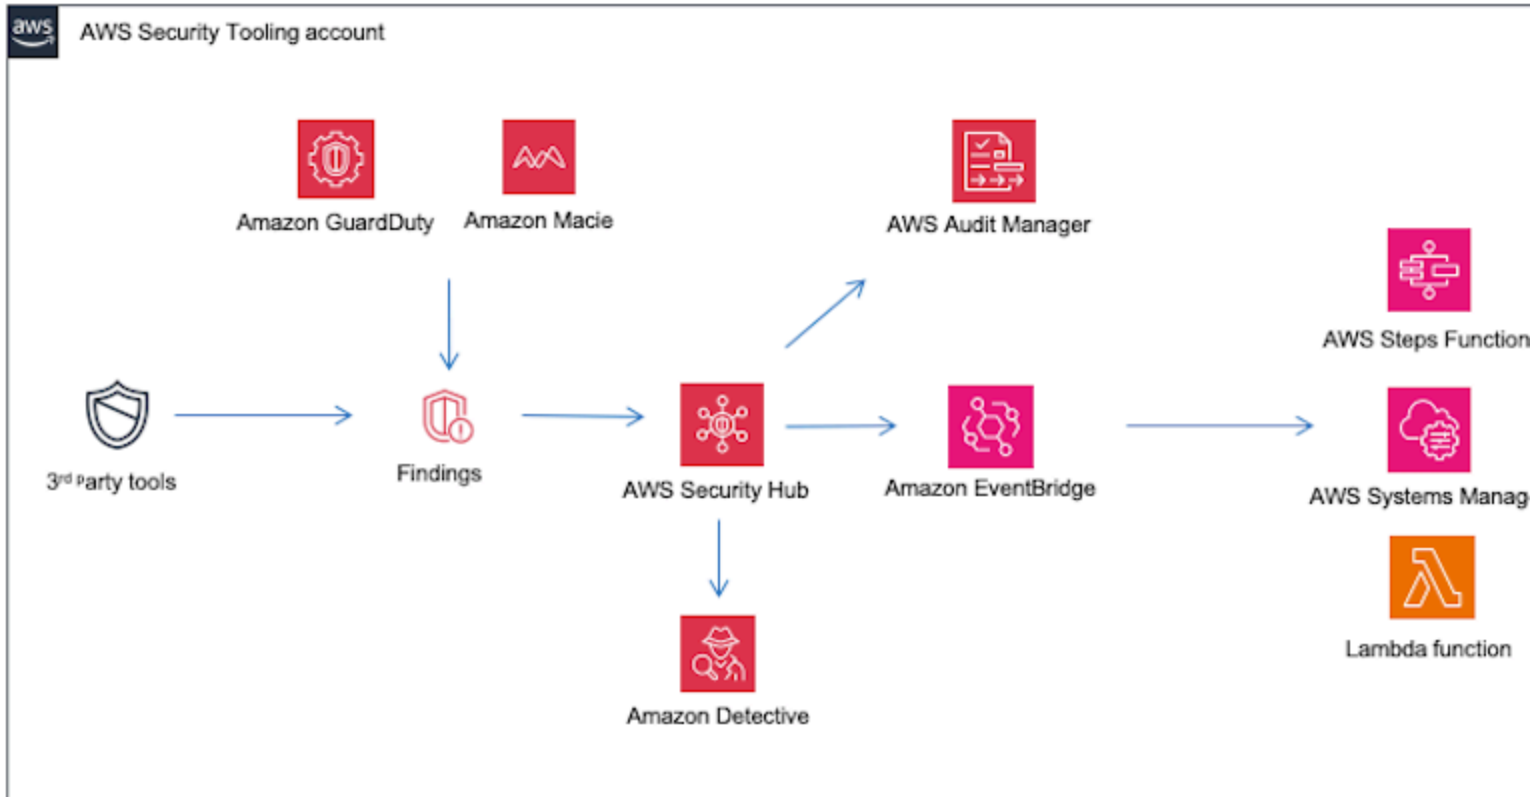 aws
AWS Security Tooling account
Amazon GuardDuty
Amazon Macie
AWS Audit Manager
AWS Steps Function
3rd Party tools
Findings
AWS Security Hub
Amazon EventBridge
AWS Systems Manag
Amazon Detective
Lambda function